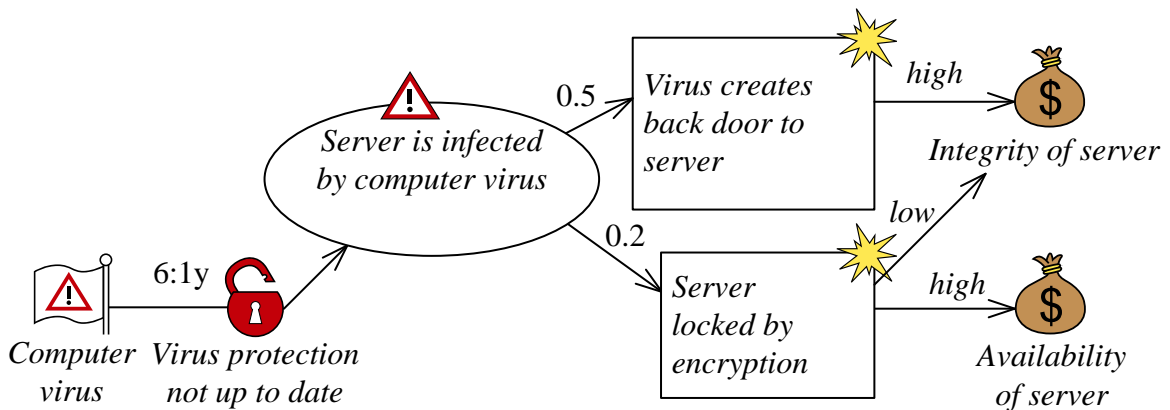 0.5
Virus creates
back door to
server
high
$
Integrity of server
!
Server is infected
by computer virus
low
0.2
6:1y
!
Computer
virus
Virus protection
not up to date
Server
locked by
encryption
high
$
Availability
of server